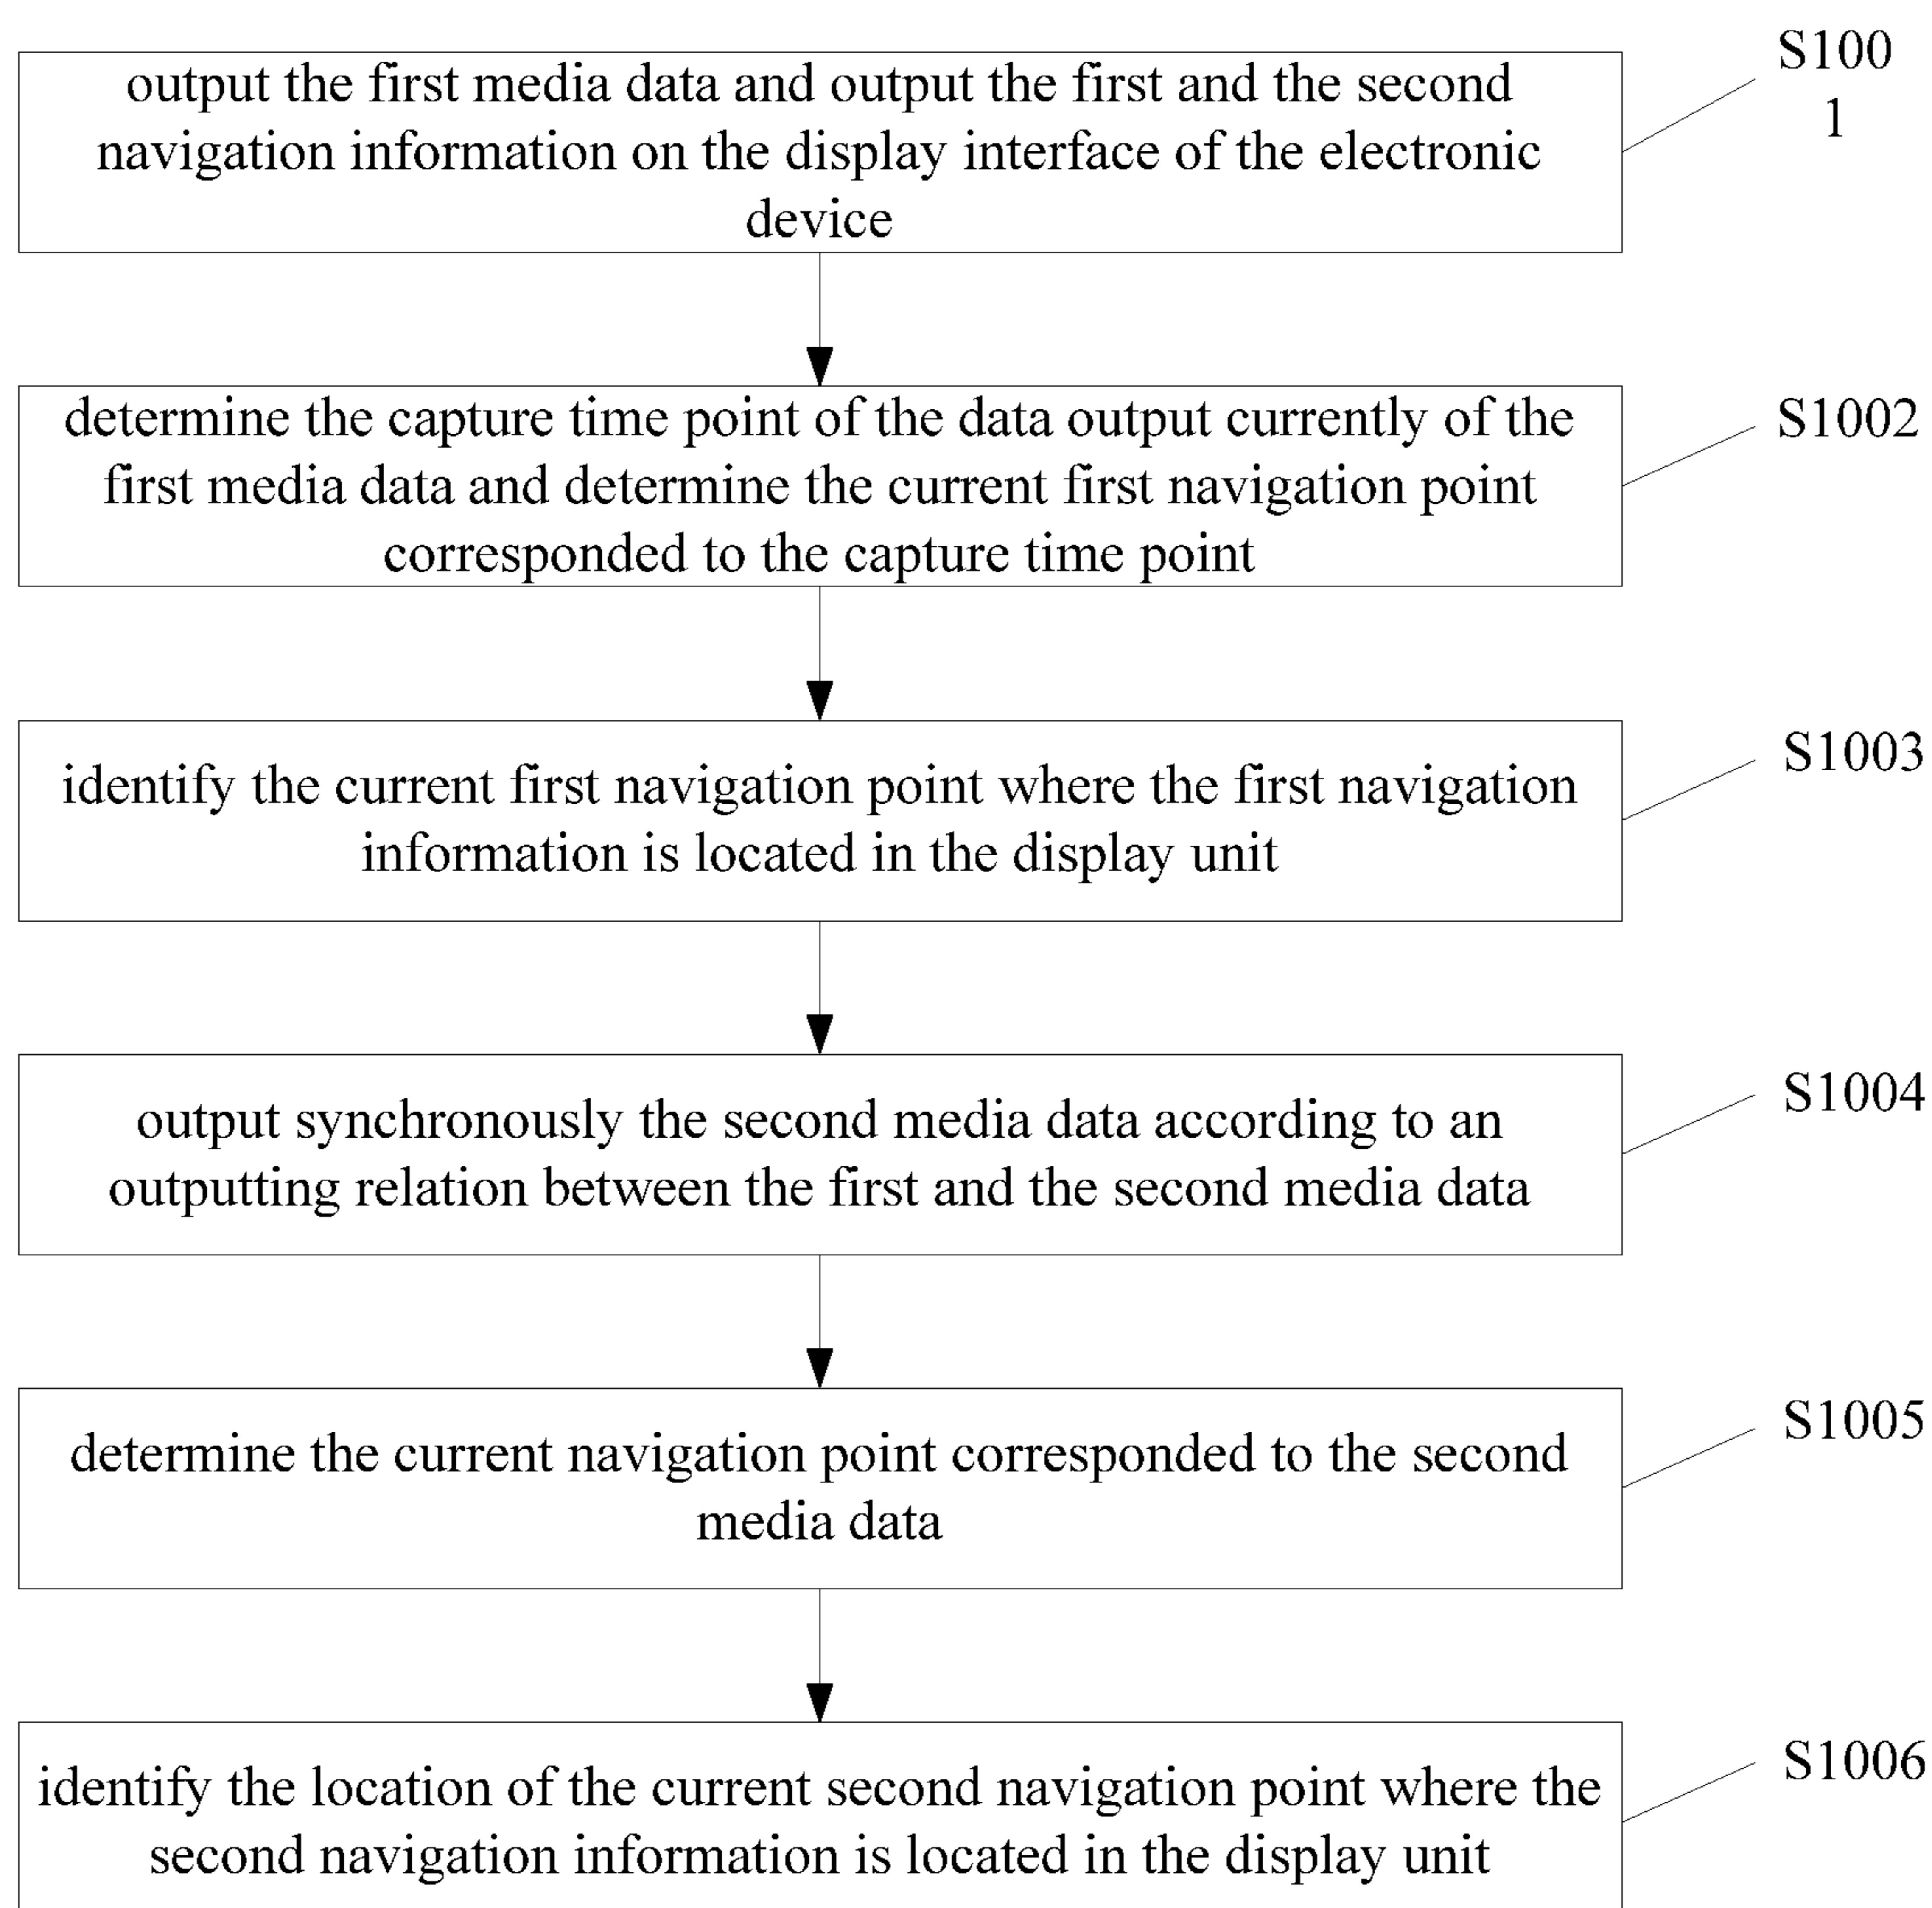 output the first media data and output the first and the second
navigation information on the display interface of the electronic
device
S100
1
determine the capture time point of the data output currently of the
first media data and determine the current first navigation point
corresponded to the capture time point
S1002
identify the current first navigation point where the first navigation
information is located in the display unit
S1003
output synchronously the second media data according to an
outputting relation between the first and the second media data
S1004
determine the current navigation point corresponded to the second
media data
S1005
identify the location of the current second navigation point where the
second navigation information is located in the display unit
S1006